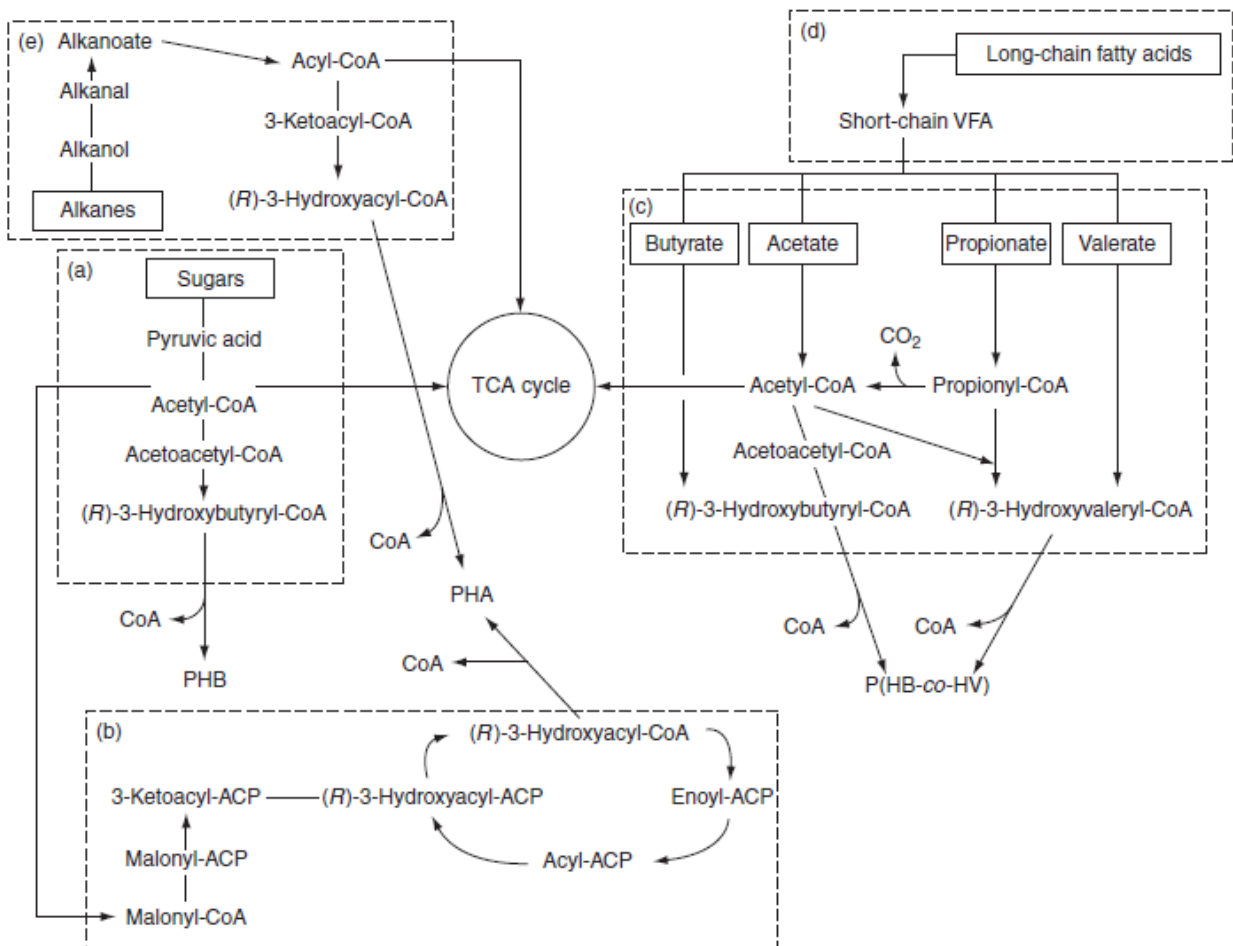 (e)
Alkanoate
Acyl-CoA
Alkanal
3-Ketoacyl-CoA
Alkanol
(R)-3-Hydroxyacyl-CoA
Alkanes
(d)
Long-chain fatty acids
Short-chain VFA
(a)
Sugars
Pyruvic acid
Acetyl-CoA
Acetoacetyl-CoA
(R)-3-Hydroxybutyryl-CoA
CoA
PHB
TCA cycle
CoA
PHA
CoA
(c)
Butyrate
Acetate
Propionate
Valerate
CO2
Acetyl-CoA
Propionyl-CoA
Acetoacetyl-CoA
(R)-3-Hydroxybutyryl-CoA
(R)-3-Hydroxyvaleryl-CoA
CoA
CoA
P(HB-co-HV)
(b)
(R)-3-Hydroxyacyl-CoA
3-Ketoacyl-ACP
(R)-3-Hydroxyacyl-ACP
Enoyl-ACP
Malonyl-ACP
Acyl-ACP
Malonyl-CoA